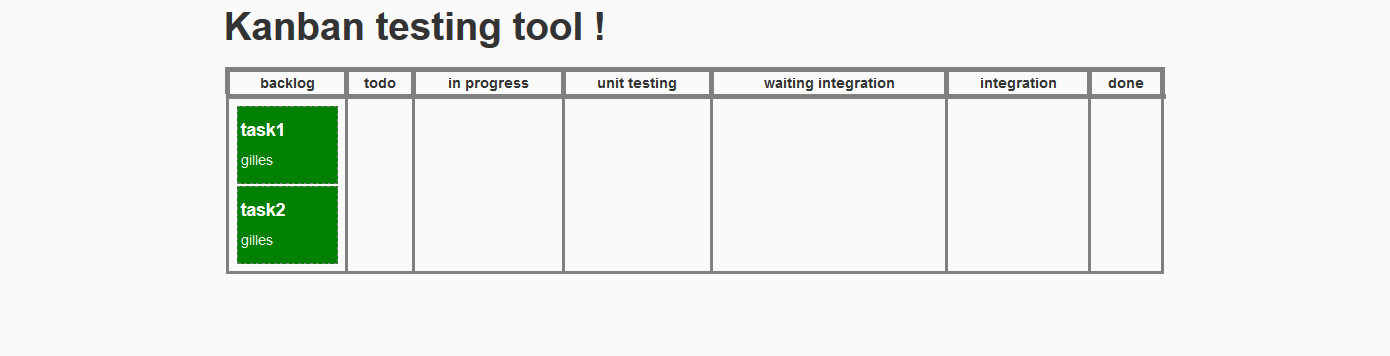 Kanban testing tool !
backlog todo in progress unit testing waiting integration integration done
task1
gilles
task2
gilles